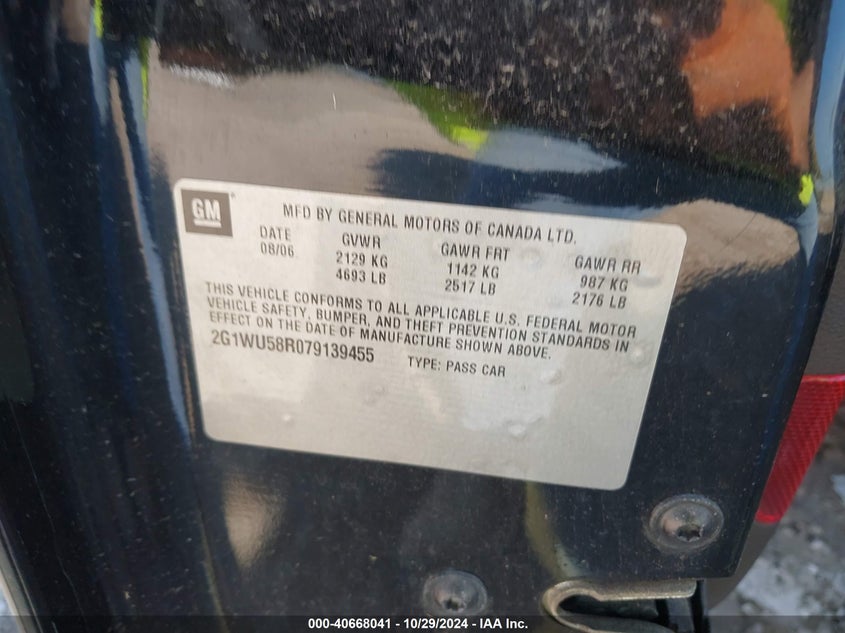 GM
MFD BY GENERAL MOTORS OF CANADA LTD.
DATE GVWR GAWR FRT GAWR RR
08/06 2129 KG 1142 KG 987 KG
4693 LB 2517 LB 2176 LB
THIS VEHICLE CONFORMS TO ALL APPLICABLE U.S. FEDERAL MOTOR
VEHICLE SAFETY, BUMPER, AND THEFT PREVENTION STANDARDS IN
EFFECT ON THE DATE OF MANUFACTURE SHOWN ABOVE.
2G1WU58R079139455 TYPE: PASS CAR
000-40668041 - 10/29/2024 - IAA Inc.